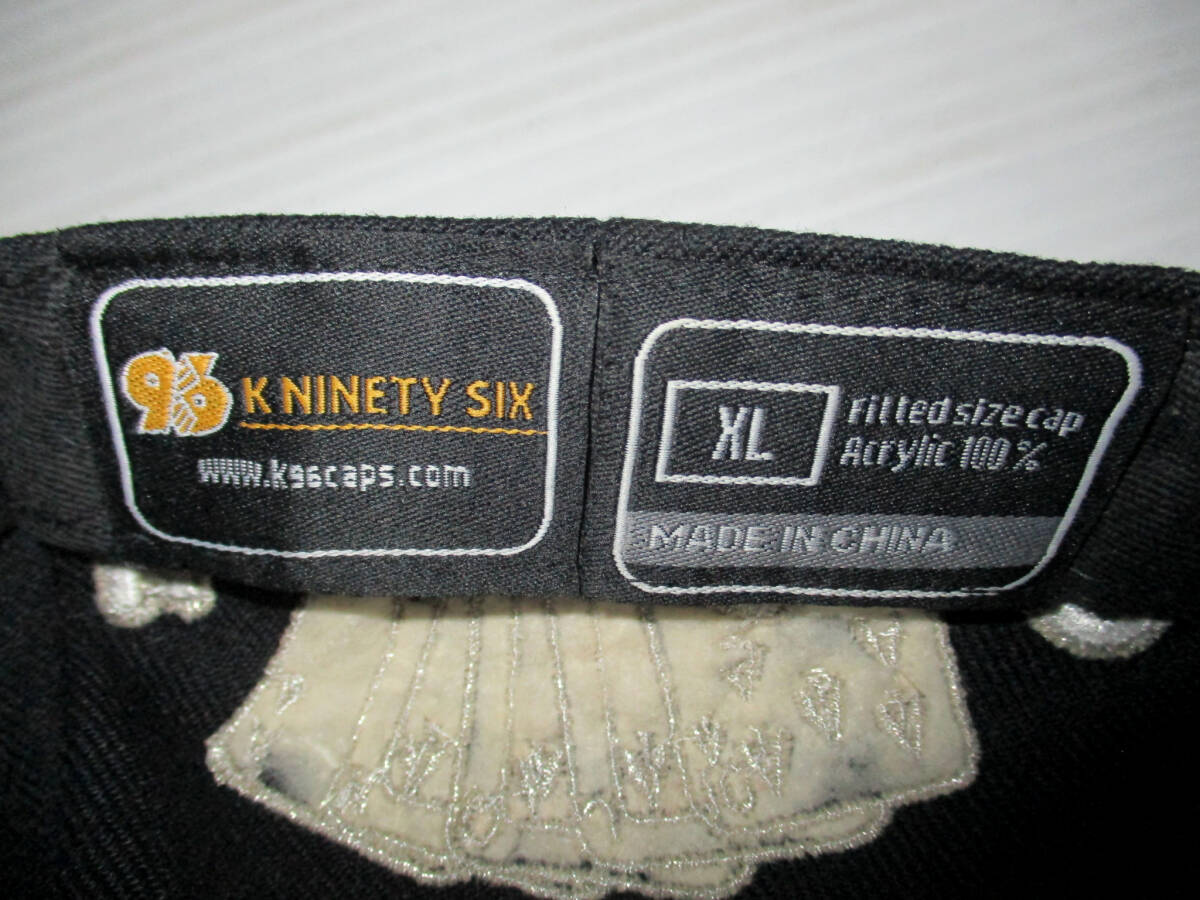 96 K NINETY SIX
www.k96caps.com
XL
Fitted size cap
Acrylic 100%
MADE IN CHINA